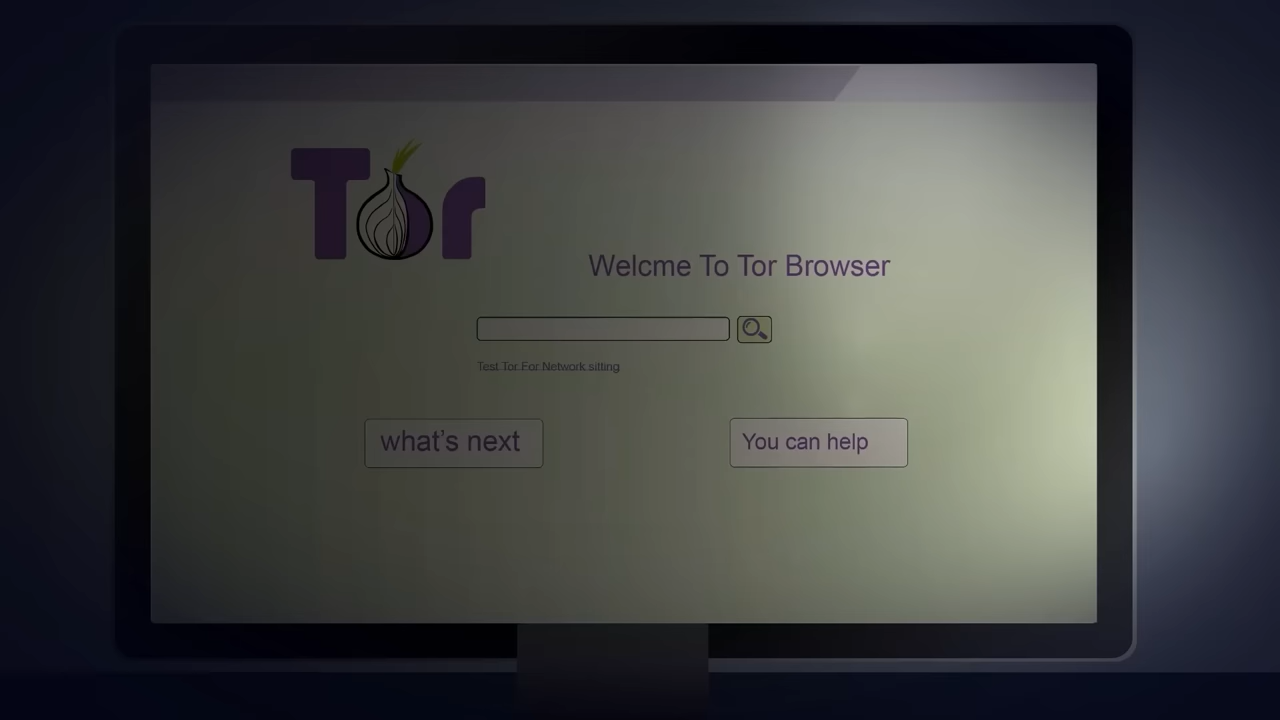 Tor
Welcme To Tor Browser
Test Tor For Network sitting
what's next
You can help